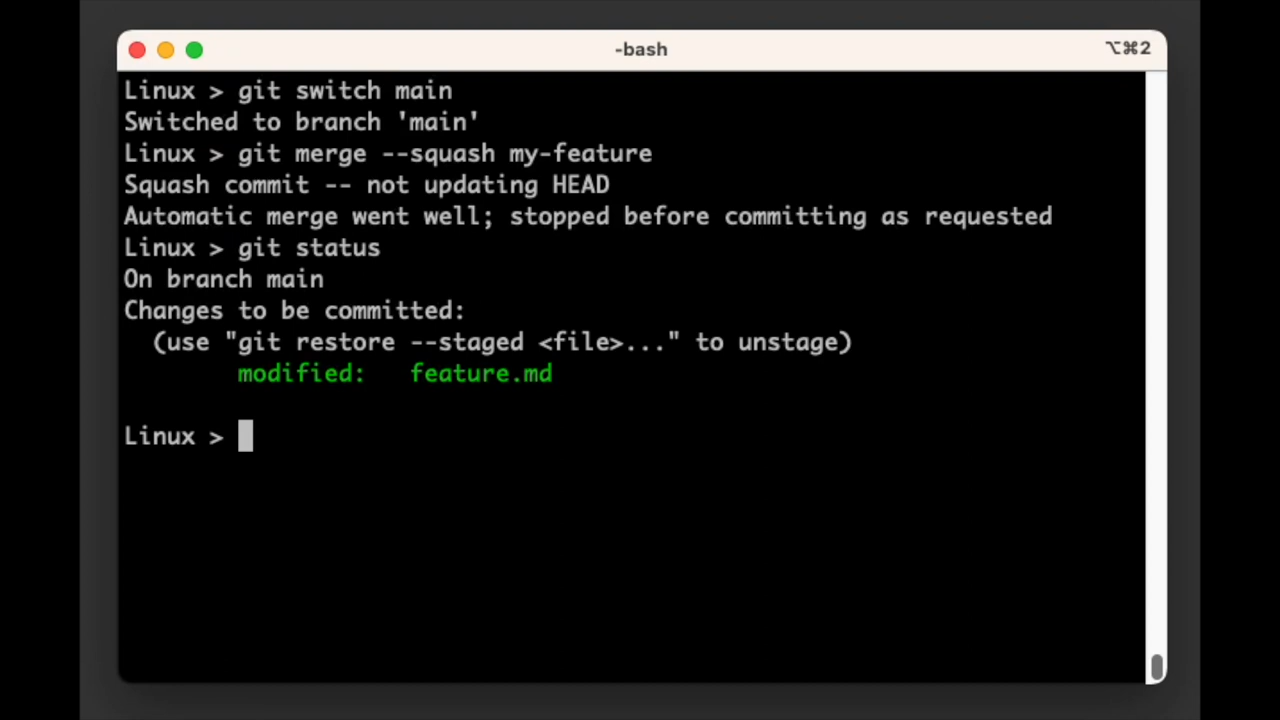 -bash
⌥⌘2
Linux > git switch main
Switched to branch 'main'
Linux > git merge --squash my-feature
Squash commit -- not updating HEAD
Automatic merge went well; stopped before committing as requested
Linux > git status
On branch main
Changes to be committed:
  (use "git restore --staged <file>..." to unstage)
        modified:   feature.md
Linux >